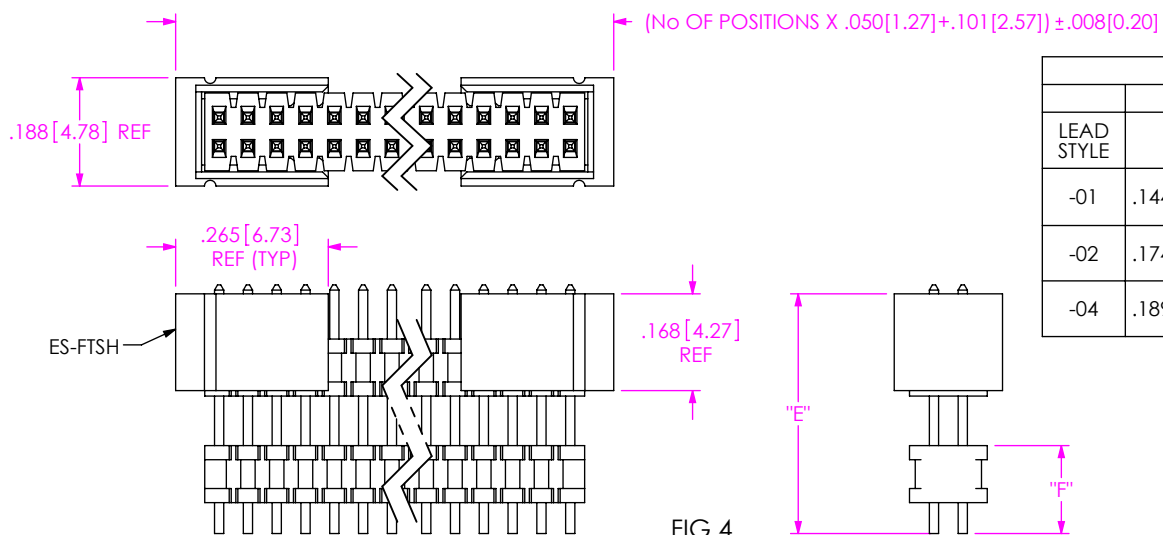 (No OF POSITIONS X .050[1.27]+.101[2.57]) ±.008[0.20]
.188[4.78] REF
LEAD
STYLE
-01
-02
-04
.265[6.73]
REF (TYP)
ES-FTSH
.168[4.27]
REF
"E"
"F"
FIG 4